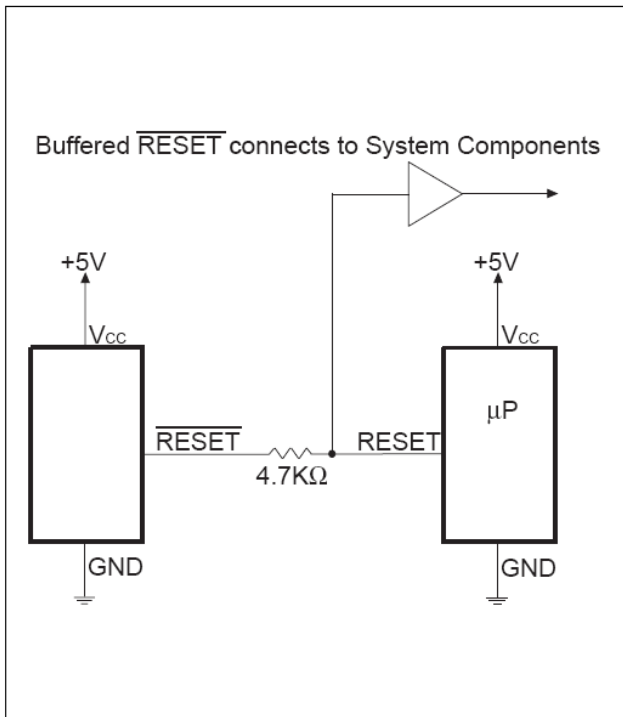 Buffered RESET connects to System Components
+5V
+5V
Vcc
Vcc
μP
RESET
RESET
4.7KΩ
GND
GND